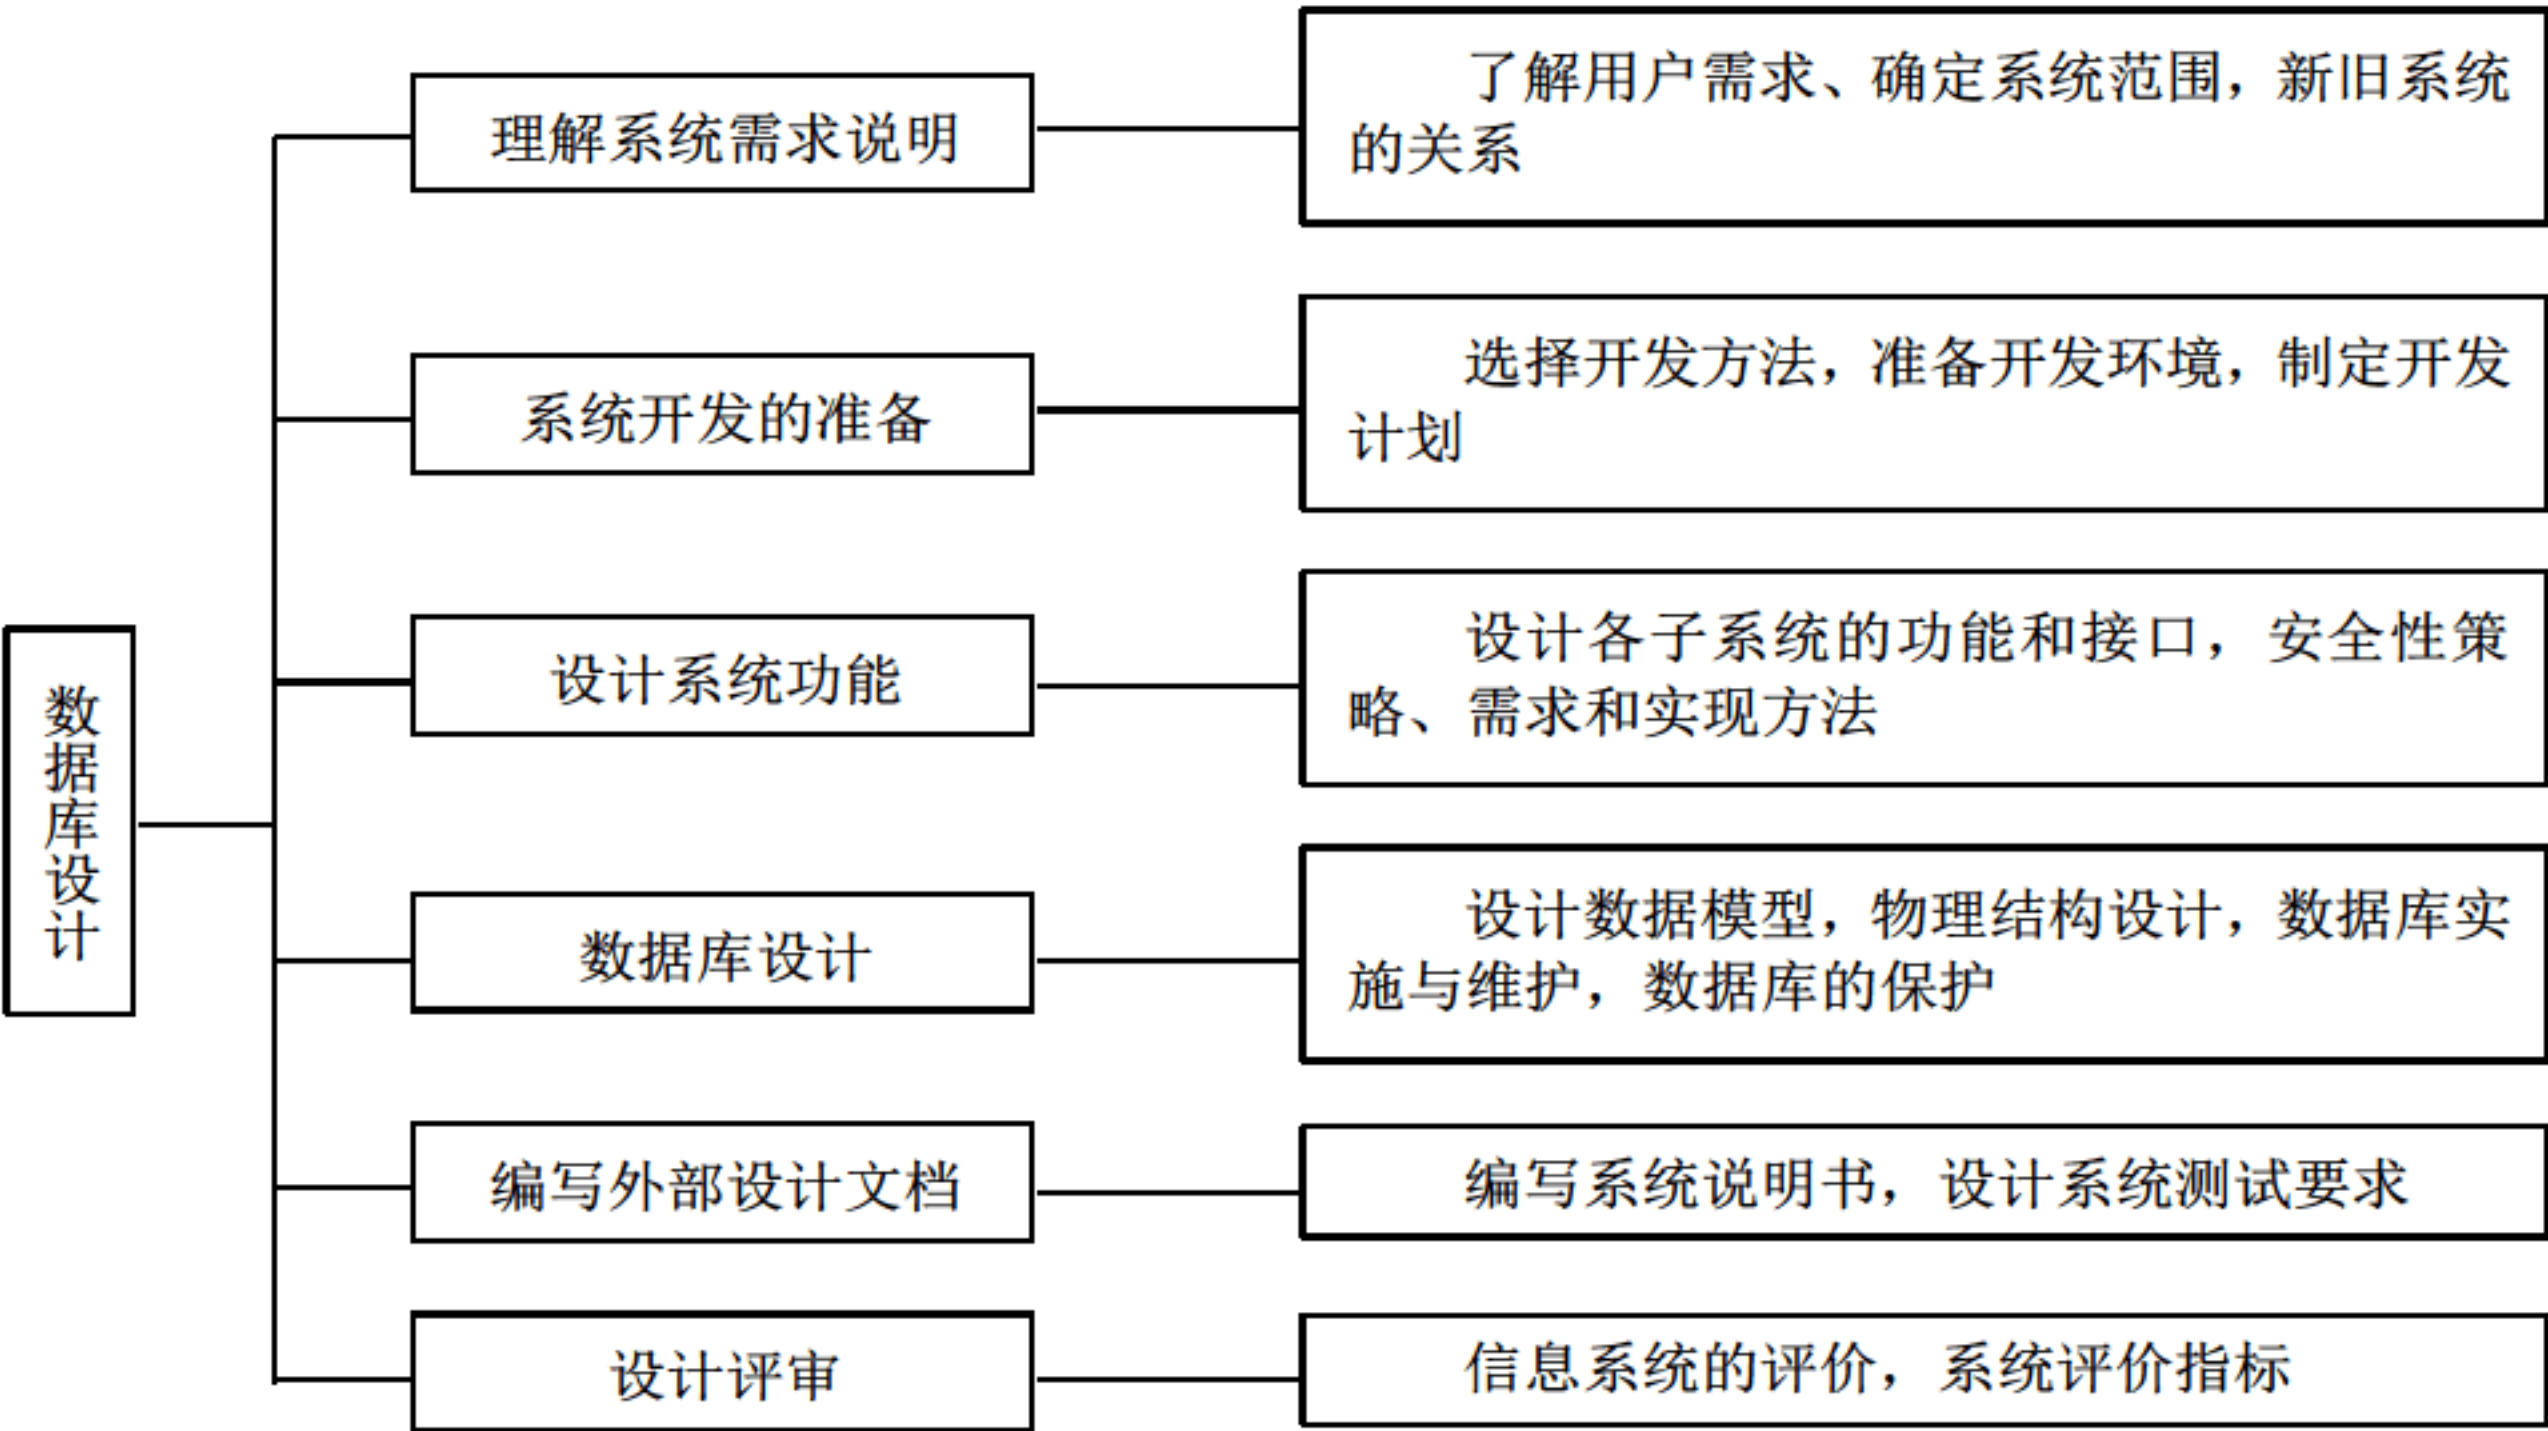 数据库设计
理解系统需求说明
了解用户需求、确定系统范围，新旧系统
的关系
系统开发的准备
选择开发方法，准备开发环境，制定开发
计划
设计系统功能
设计各子系统的功能和接口，安全性策
略、需求和实现方法
数据库设计
设计数据模型，物理结构设计，数据库实
施与维护，数据库的保护
编写外部设计文档
编写系统说明书，设计系统测试要求
设计评审
信息系统的评价，系统评价指标